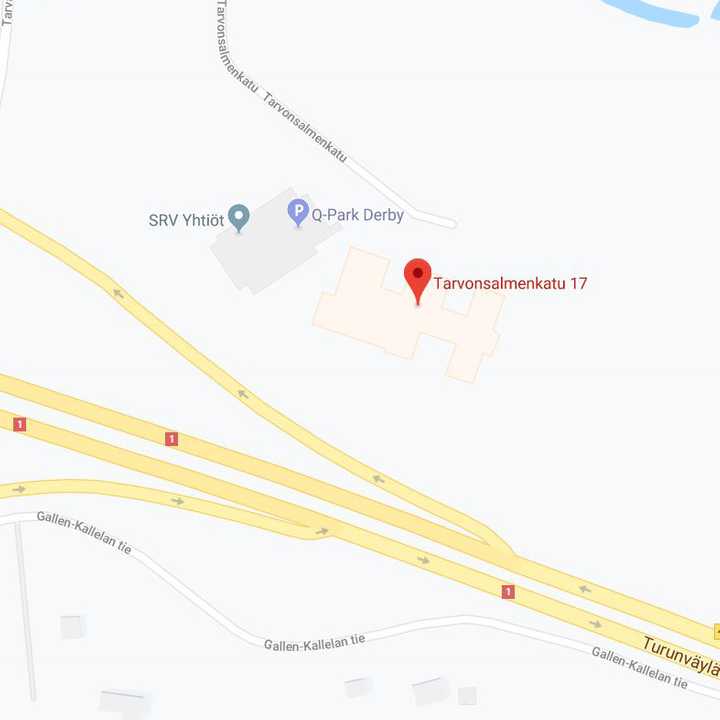 Tarv
Tarvonsalmenkatu
Tarvonsalmenkatu
SRV Yhtiöt
P
Q-Park Derby
Tarvonsalmenkatu 17
1
1
Gallen-Kallelan tie
1
Gallen-Kallelan tie
Turunväylä
Gallen-Kallelan tie